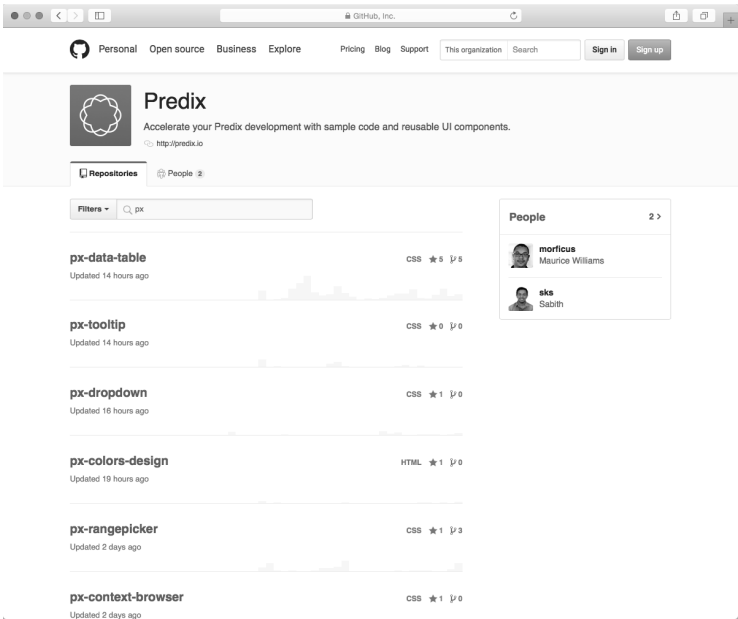 GitHub, Inc.
Personal Open source Business Explore Pricing Blog Support This organization Search Sign in Sign up
Predix
Accelerate your Predix development with sample code and reusable UI components.
http://predix.io
Repositories People 2
Filters px
People 2 >
morficus
Maurice Williams
sks
Sabith
px-data-table CSS 5 5
Updated 14 hours ago
px-tooltip CSS 0 0
Updated 14 hours ago
px-dropdown CSS 1 0
Updated 16 hours ago
px-colors-design HTML 1 0
Updated 19 hours ago
px-rangepicker CSS 1 3
Updated 2 days ago
px-context-browser CSS 1 0
Updated 2 days ago